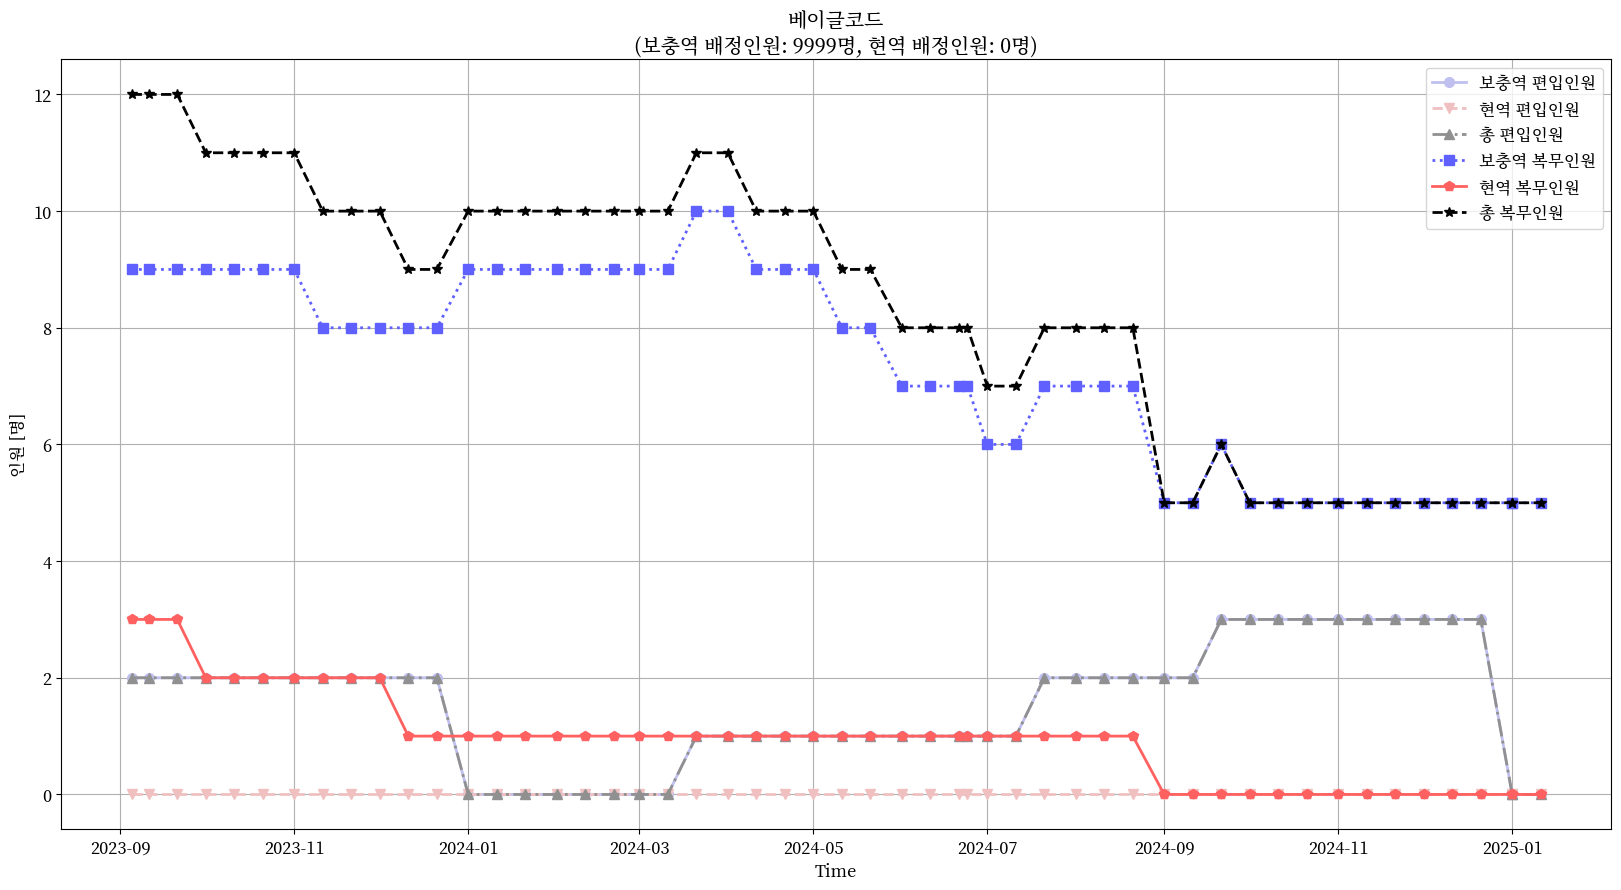 베이글코드
(보충역 배정인원: 9999명, 현역 배정인원: 0명)
보충역 편입인원
현역 편입인원
총 편입인원
보충역 복무인원
현역 복무인원
총 복무인원
12
10
8
6
4
2
0
인원 [명]
2023-09
2023-11
2024-01
2024-03
2024-05
2024-07
2024-09
2024-11
2025-01
Time